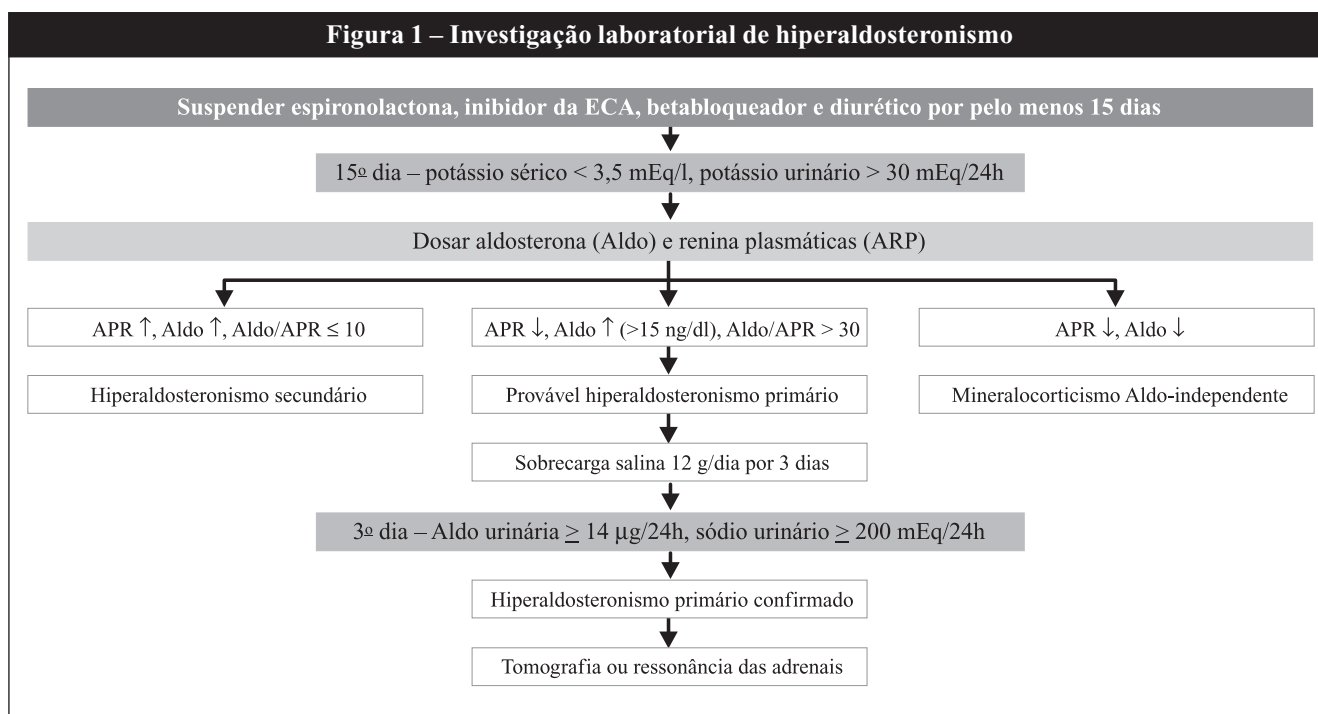 Figura 1 – Investigação laboratorial de hiperaldosteronismo
Suspender espironolactona, inibidor da ECA, betabloqueador e diurético por pelo menos 15 dias
15º dia – potássio sérico < 3,5 mEq/l, potássio urinário > 30 mEq/24h
Dosar aldosterona (Aldo) e renina plasmáticas (ARP)
APR ↑, Aldo ↑, Aldo/APR ≤ 10
APR ↓, Aldo ↑ (>15 ng/dl), Aldo/APR > 30
APR ↓, Aldo ↓
Hiperaldosteronismo secundário
Provável hiperaldosteronismo primário
Mineralocorticismo Aldo-independente
Sobrecarga salina 12 g/dia por 3 dias
3º dia – Aldo urinária ≥ 14 μg/24h, sódio urinário ≥ 200 mEq/24h
Hiperaldosteronismo primário confirmado
Tomografia ou ressonância das adrenais